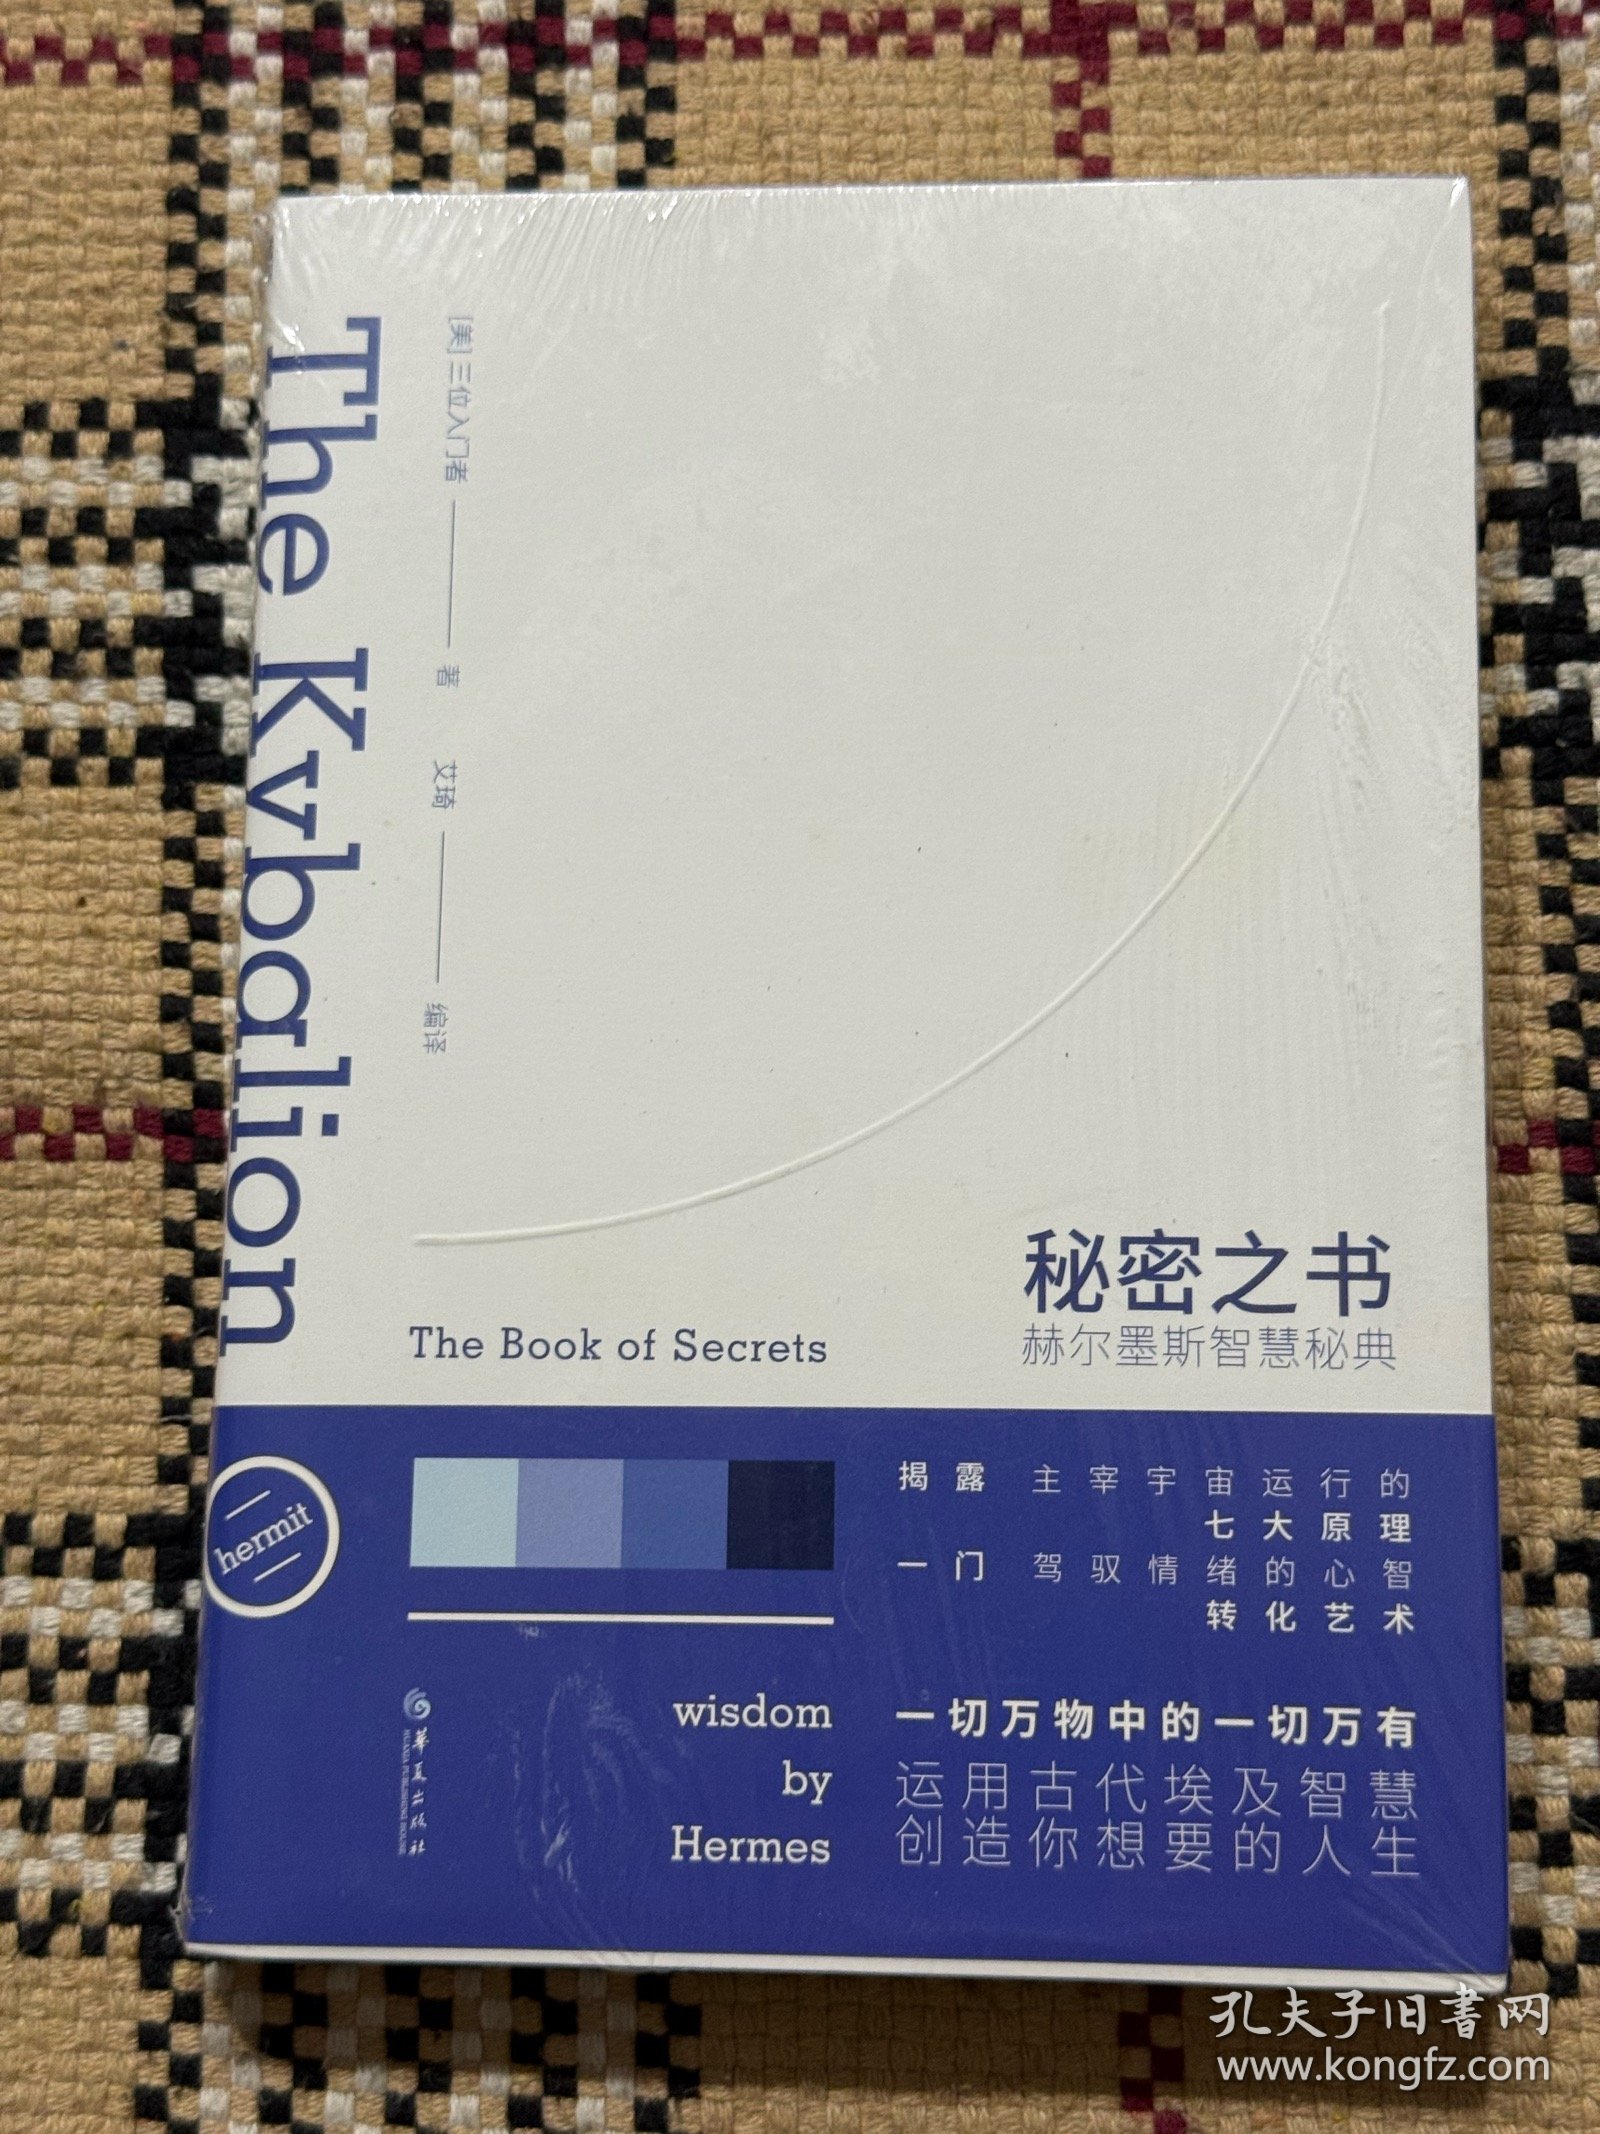 The Kybalion
[美] 三位入门者 著 艾琦 编译
秘密之书
赫尔墨斯智慧秘典
The Book of Secrets
hermit
揭露 主宰宇宙运行的
七大原理
一门 驾驭情绪的心智
转化艺术
wisdom
by
Hermes
一切万物中的一切万有
运用古代埃及智慧
创造你想要的人生
華夏出版社
HUAXIA PUBLISHING HOUSE
孔夫子旧書网
www.kongfz.com